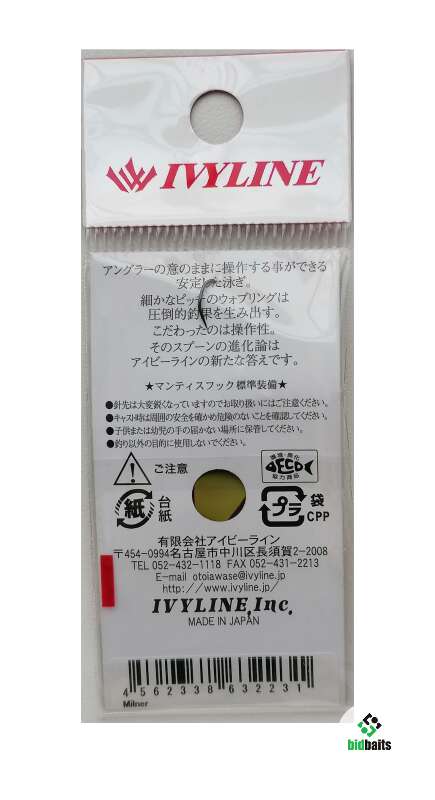 IVYLINE
アングラーの意のままに操作する事ができる
安定した泳ぎ。
細かなピッチのウォブリングは
圧倒的釣果を生み出す。
こだわったのは操作性。
そのスプーンの進化論は
アイビーラインの新たな答えです。
★マンティスフック標準装備★
●針先は大変鋭くなっていますのでお取り扱いにはご注意ください。
●キャスト時は周囲の安全を確かめ危険のないことを確認してください。
●子供または幼児の手の届かない場所に保管してください。
●釣り以外の目的に使用しないでください。
ご注意
環境・美化
ECO
協力商品
紙
台紙
プラ
袋
CPP
有限会社アイビーライン
〒454-0994名古屋市中川区長須賀2-2008
TEL 052-432-1118 FAX 052-431-2213
E-mail otoiawase@ivyline.jp
http://www.ivyline.jp/
IVYLINE,Inc.
MADE IN JAPAN
4562338632231
Milner
bidbaits